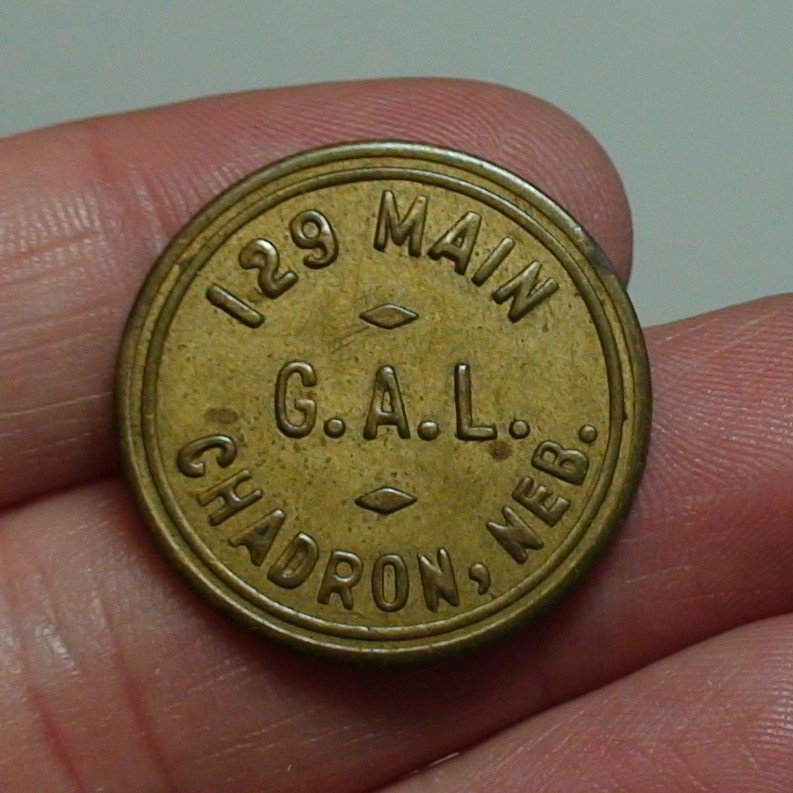 129 MAIN
G.A.L.
CHADRON, NEB.